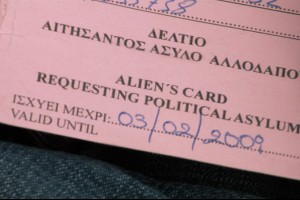 ΔΕΛΤΙΟ
ΑΙΤΗΣΑΝΤΟΣ ΑΣΥΛΟ ΑΛΛΟΔΑΠΟ
ALIEN'S CARD
REQUESTING POLITICAL ASYLUM
ΙΣΧΥΕΙ ΜΕΧΡΙ:
VALID UNTIL 03/02/2009